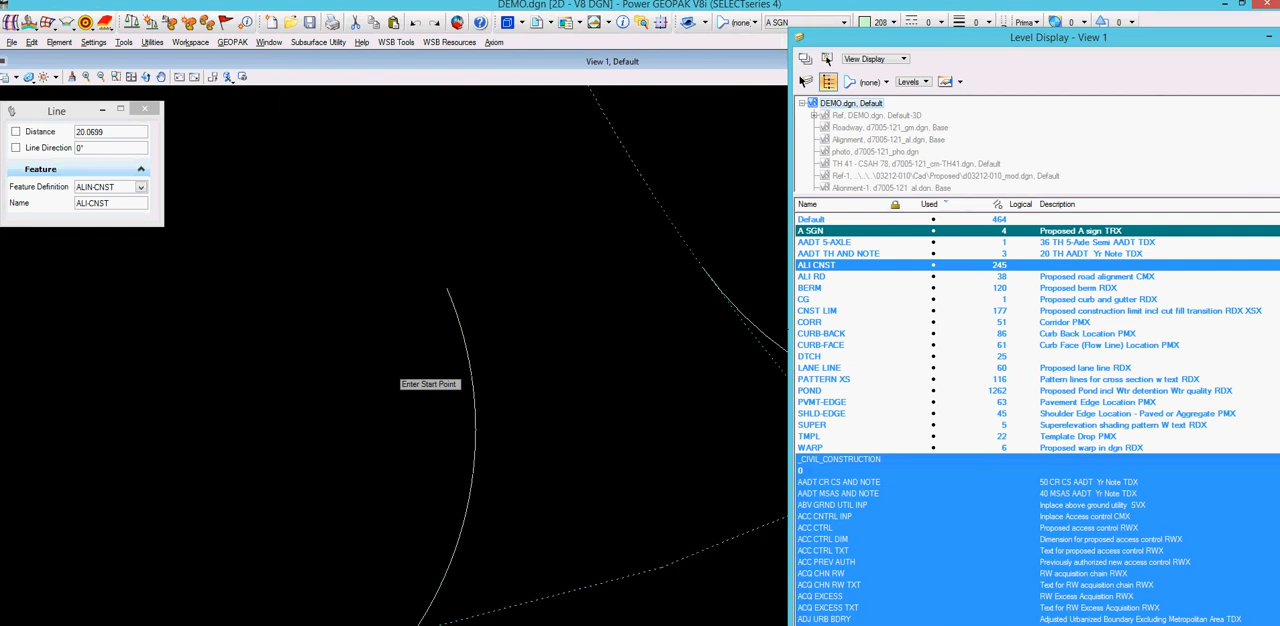 DEMO.dgn [2D - V8 DGN] - Power GEOPAK V8i (SELECTseries 4)
(none)
A SGN
208
0
0
Prima
0
0
File Edit Element Settings Tools Utilities Workspace GEOPAK Window Subsurface Utility Help WSB Tools WSB Resources Axiom
View 1, Default
Level Display - View 1
View Display
(none)
Levels
Line
Distance 20.0699
Line Direction 0°
Feature
Feature Definition ALIN-CNST
Name ALI-CNST
Enter Start Point
DEMO.dgn, Default
Ref, DEMO.dgn, Default-3D
Roadway, d7005-121_gm.dgn, Base
Alignment, d7005-121_al.dgn, Base
photo, d7005-121_pho.dgn
TH 41 - CSAH 78, d7005-121_cm-TH41.dgn, Default
Ref-1, ..\..\..\03212-010\Cad\Proposed\d03212-010_mod.dgn, Default
Alignment-1, d7005-121_al.dgn, Base
Name Used Logical Description
Default 464
A SGN 4 Proposed A sign TRX
AADT 5-AXLE 1 36 TH 5-Axle Semi AADT TDX
AADT TH AND NOTE 3 20 TH AADT Yr Note TDX
ALI CNST 245
ALI RD 38 Proposed road alignment CMX
BERM 120 Proposed berm RDX
CG 1 Proposed curb and gutter RDX
CNST LIM 177 Proposed construction limit incl cut fill transition RDX XSX
CORR 51 Corridor PMX
CURB-BACK 86 Curb Back Location PMX
CURB-FACE 61 Curb Face (Flow Line) Location PMX
DTCH 25
LANE LINE 60 Proposed lane line RDX
PATTERN XS 116 Pattern lines for cross section w text RDX
POND 1262 Proposed Pond incl Wtr detention Wtr quality RDX
PVMT-EDGE 63 Pavement Edge Location PMX
SHLD-EDGE 45 Shoulder Edge Location - Paved or Aggregate PMX
SUPER 5 Superelevation shading pattern W text RDX
TMPL 22 Template Drop PMX
WARP 6 Proposed warp in dgn RDX
_CIVIL_CONSTRUCTION
0
AADT CR CS AND NOTE 50 CR CS AADT Yr Note TDX
AADT MSAS AND NOTE 40 MSAS AADT Yr Note TDX
ABV GRND UTIL INP Inplace above ground utility SVX
ACC CNTRL INP Inplace Access control CMX
ACC CTRL Proposed access control RWX
ACC CTRL DIM Dimension for proposed access control RWX
ACC CTRL TXT Text for proposed access control RWX
ACC PREV AUTH Previously authorized new access control RWX
ACQ CHN RW RW acquisition chain RWX
ACQ CHN RW TXT Text for RW acquisition chain RWX
ACQ EXCESS RW Excess Acquisition RWX
ACQ EXCESS TXT Text for RW Excess Acquisition RWX
ADJ URB BDRY Adjusted Urbanized Boundary Excluding Metropolitan Area TDX